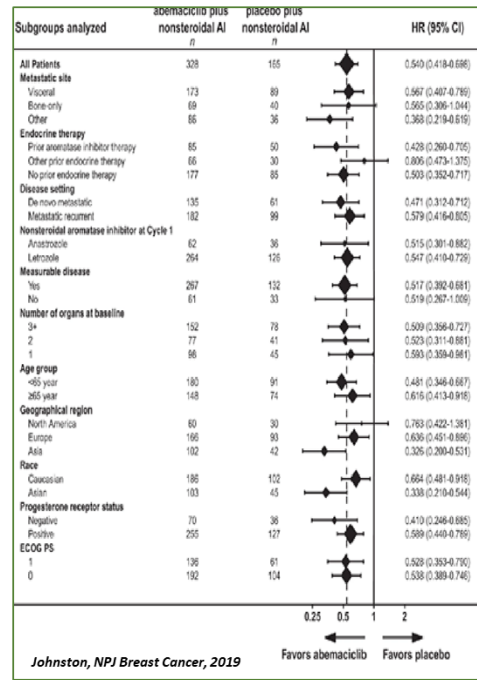 abemaciclib plus placebo plus
Subgroups analyzed nonsteroidal AI nonsteroidal AI HR (95% CI)
n n
All Patients 328 165 0.540 (0.418-0.698)
Metastatic site
Visceral 173 89 0.567 (0.407-0.789)
Bone-only 69 40 0.565 (0.306-1.044)
Other 86 36 0.368 (0.219-0.619)
Endocrine therapy
Prior aromatase inhibitor therapy 85 50 0.428 (0.260-0.705)
Other prior endocrine therapy 66 30 0.806 (0.473-1.375)
No prior endocrine therapy 177 85 0.503 (0.352-0.717)
Disease setting
De novo metastatic 135 61 0.471 (0.312-0.712)
Metastatic recurrent 182 99 0.579 (0.416-0.805)
Nonsteroidal aromatase inhibitor at Cycle 1
Anastrozole 62 36 0.515 (0.301-0.882)
Letrozole 264 126 0.547 (0.410-0.729)
Measurable disease
Yes 267 132 0.517 (0.392-0.681)
No 61 33 0.519 (0.267-1.009)
Number of organs at baseline
3+ 152 78 0.509 (0.356-0.727)
2 77 41 0.523 (0.311-0.881)
1 96 45 0.593 (0.359-0.981)
Age group
<65 year 180 91 0.481 (0.346-0.667)
≥65 year 148 74 0.616 (0.413-0.918)
Geographical region
North America 60 30 0.763 (0.422-1.381)
Europe 166 93 0.636 (0.451-0.896)
Asia 102 42 0.326 (0.200-0.531)
Race
Caucasian 186 102 0.664 (0.481-0.918)
Asian 103 45 0.338 (0.210-0.544)
Progesterone receptor status
Negative 70 36 0.410 (0.246-0.685)
Positive 255 127 0.589 (0.440-0.789)
ECOG PS
1 136 61 0.528 (0.353-0.790)
0 192 104 0.538 (0.389-0.746)
0.25 0.5 1 2
Favors abemaciclib Favors placebo
Johnston, NPJ Breast Cancer, 2019